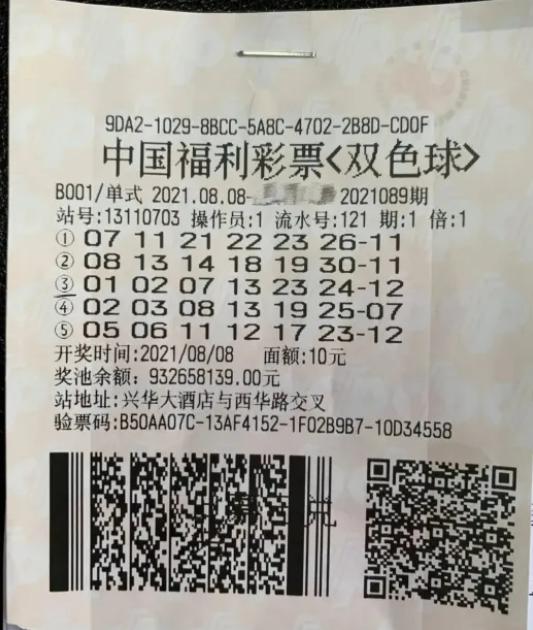 9DA2-1029-8BCC-5A8C-4702-2B8D-CD0F
中国福利彩票<双色球>
B001/单式 2021.08.08- 2021089期
站号:13110703 操作员:1 流水号:121 期:1 倍:1
① 07 11 21 22 23 26-11
② 08 13 14 18 19 30-11
③ 01 02 07 13 23 24-12
④ 02 03 08 13 19 25-07
⑤ 05 06 11 12 17 23-12
开奖时间:2021/08/08 面额:10元
奖池余额: 932658139.00元
站地址:兴华大酒店与西华路交叉
验票码:B50AA07C-13AF4152-1F02B9B7-10D34558